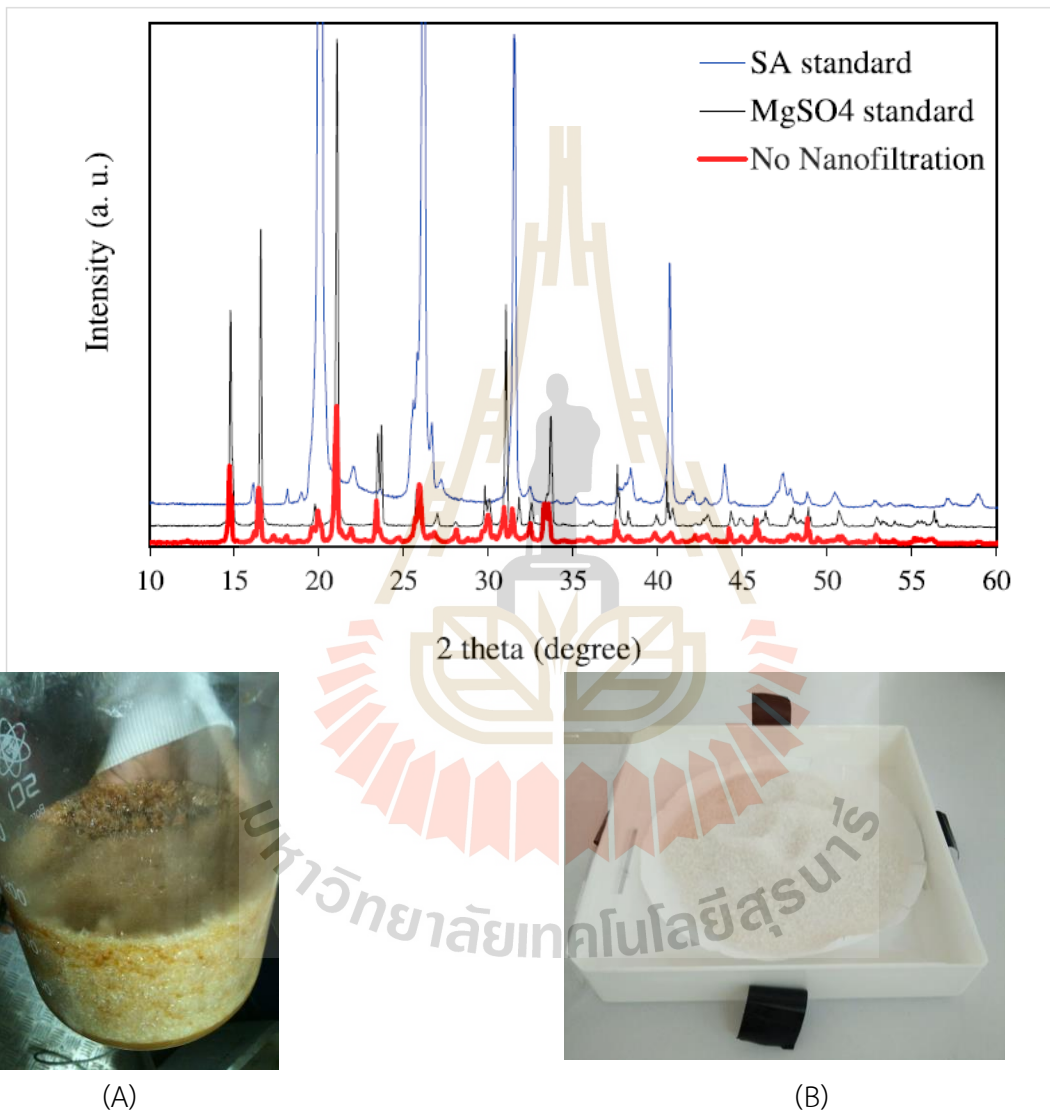 SA standard
MgSO4 standard
No Nanofiltration
Intensity (a. u.)
10 15 20 25 30 35 40 45 50 55 60
2 theta (degree)
มหาวิทยาลัยเทคโนโลยีสุรนารี
(A) (B)